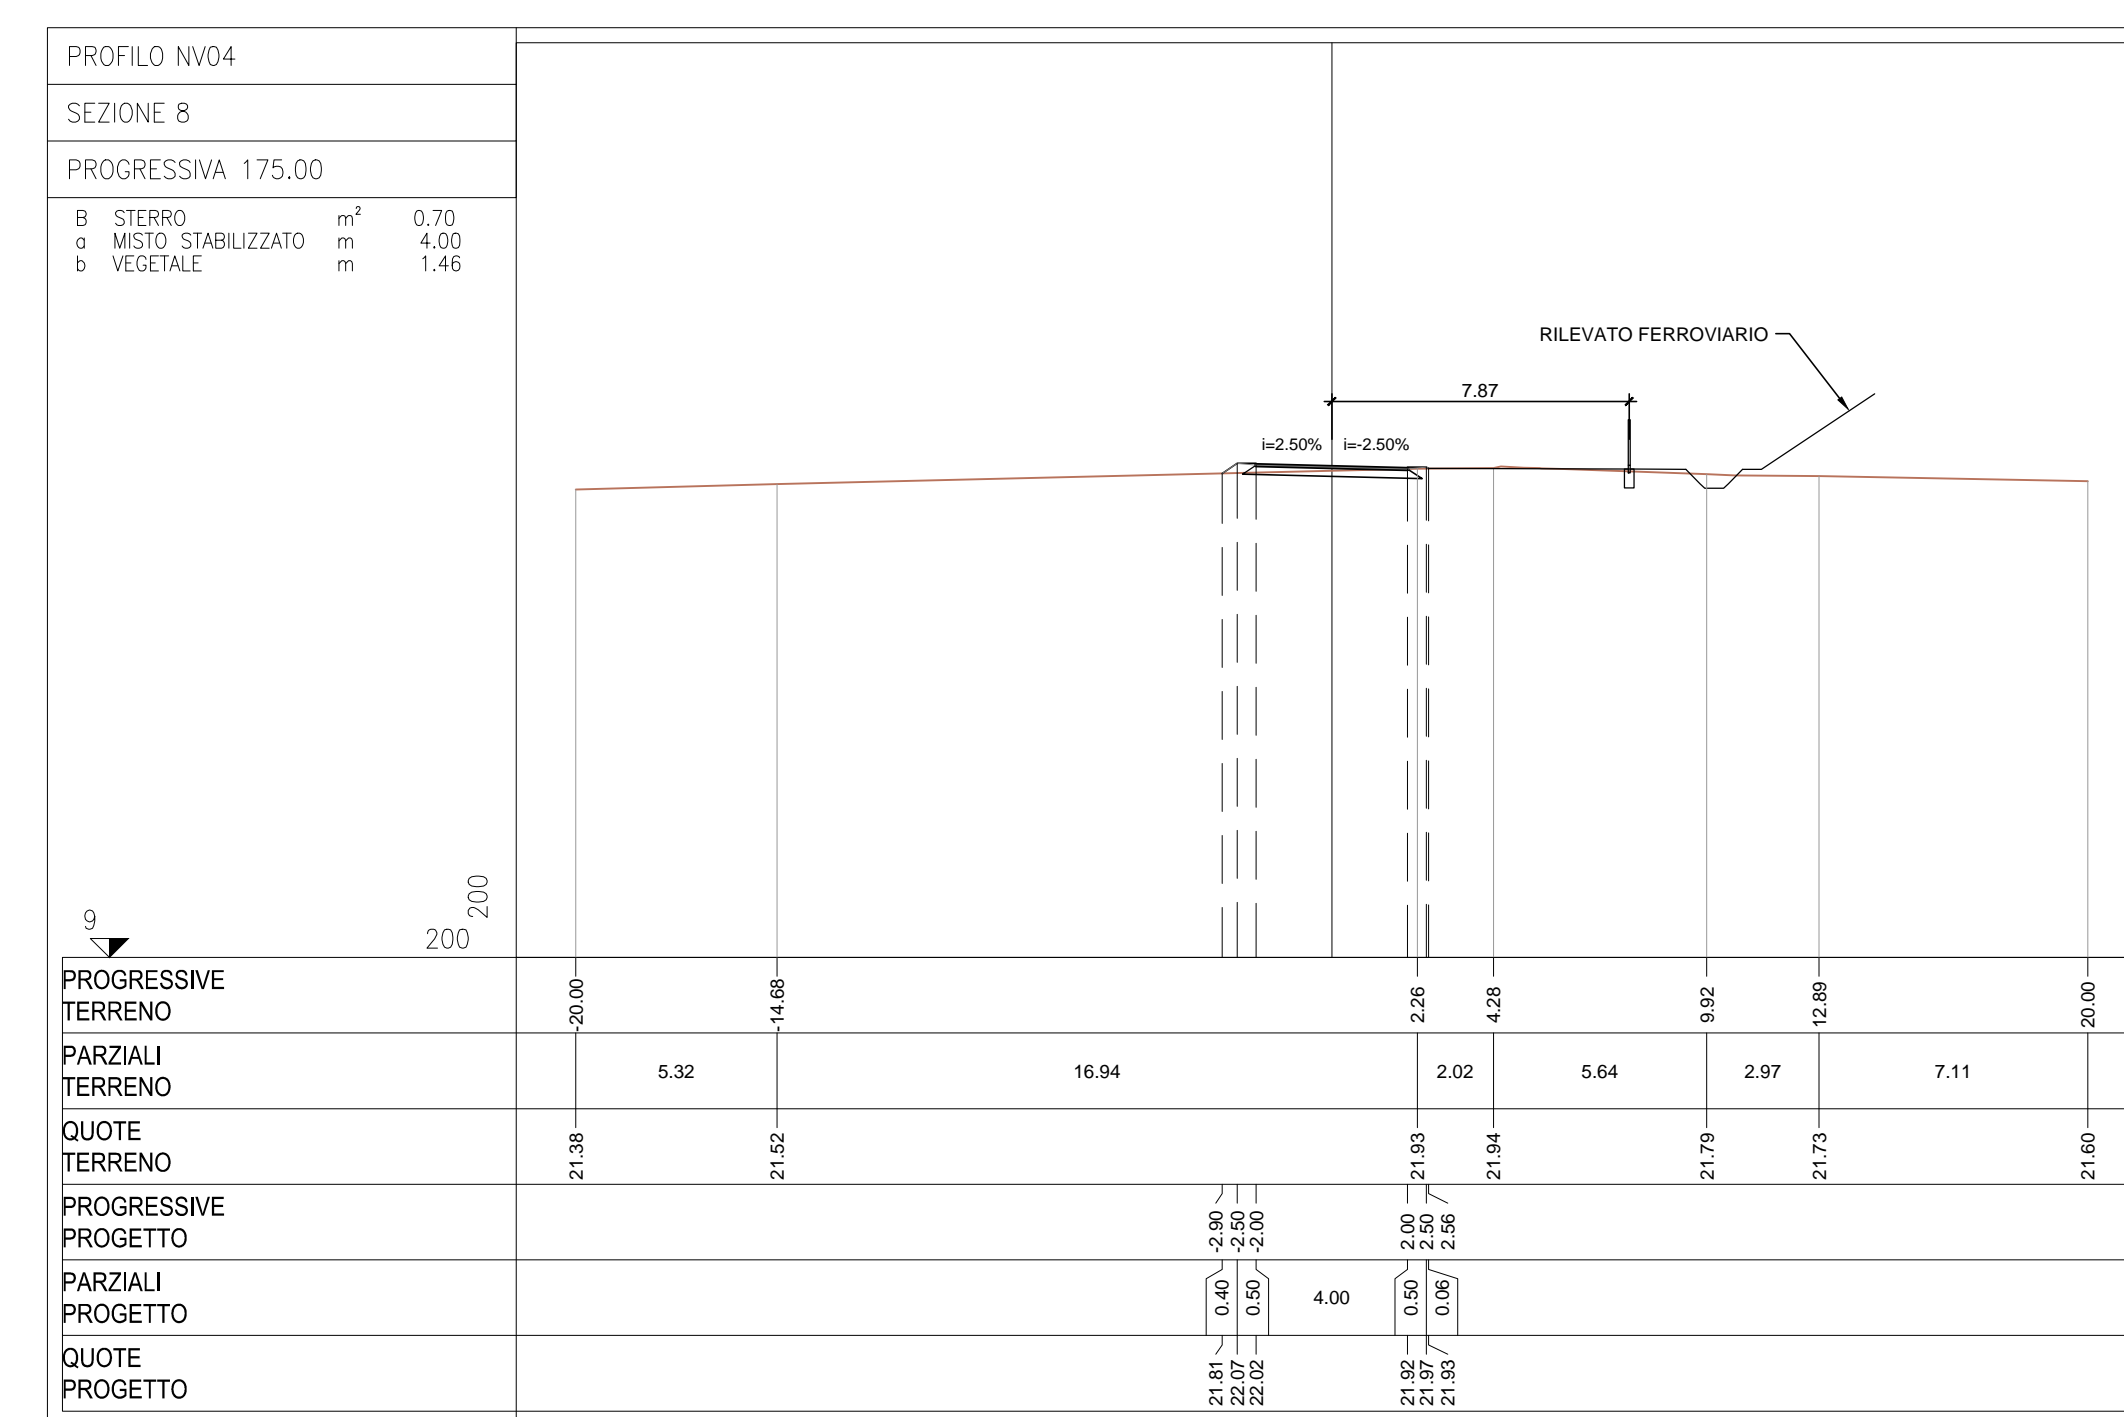 PROFILO NV04
SEZIONE 8
PROGRESSIVA 175.00
B STERRO m² 0.70
a MISTO STABILIZZATO m 4.00
b VEGETALE m 1.46
RILEVATO FERROVIARIO
7.87
i=2.50% i=-2.50%
9
200
200
PROGRESSIVE
TERRENO
-20.00 -14.68 2.26 4.28 9.92 12.89 20.00
PARZIALI
TERRENO
5.32 16.94 2.02 5.64 2.97 7.11
QUOTE
TERRENO
21.38 21.52 21.93 21.94 21.79 21.73 21.60
PROGRESSIVE
PROGETTO
-2.90 -2.50 -2.00 2.00 2.50 2.56
PARZIALI
PROGETTO
0.40 0.50 4.00 0.50 0.06
QUOTE
PROGETTO
21.81 22.07 22.02 21.92 21.97 21.93